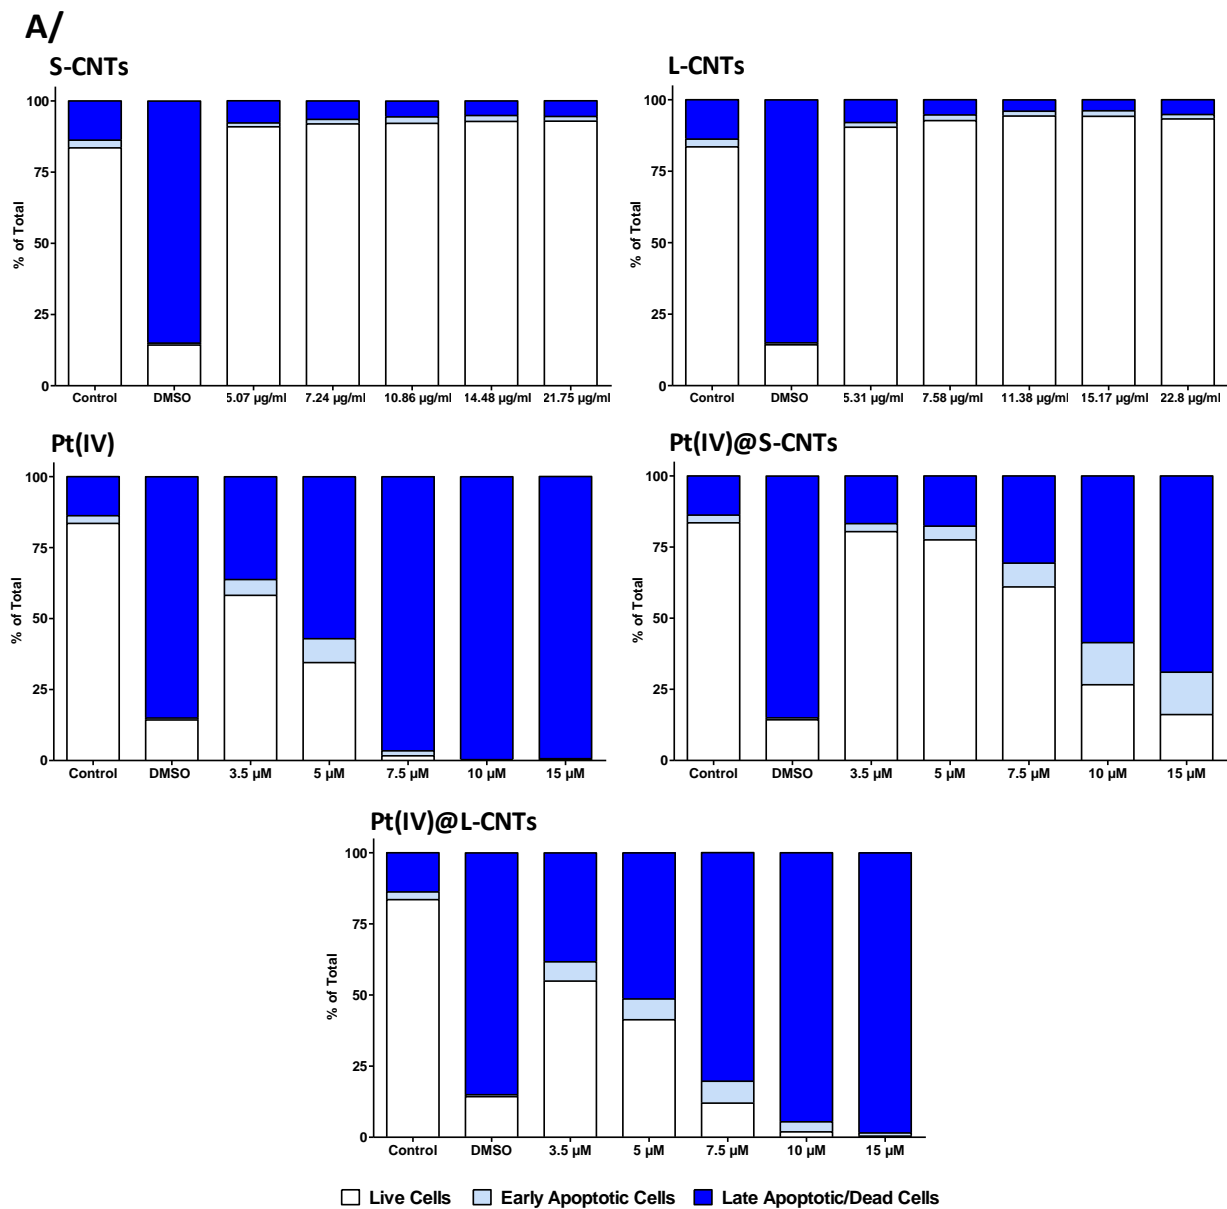 A/
S-CNTs
100
75
50
25
0
% of Total
Control DMSO 5.07 µg/ml 7.24 µg/ml 10.86 µg/ml 14.48 µg/ml 21.75 µg/ml
L-CNTs
100
75
50
25
0
% of Total
Control DMSO 5.31 µg/ml 7.58 µg/ml 11.38 µg/ml 15.17 µg/ml 22.8 µg/ml
Pt(IV)
100
75
50
25
0
% of Total
Control DMSO 3.5 µM 5 µM 7.5 µM 10 µM 15 µM
Pt(IV)@S-CNTs
100
75
50
25
0
% of Total
Control DMSO 3.5 µM 5 µM 7.5 µM 10 µM 15 µM
Pt(IV)@L-CNTs
100
75
50
25
0
% of Total
Control DMSO 3.5 µM 5 µM 7.5 µM 10 µM 15 µM
Live Cells Early Apoptotic Cells Late Apoptotic/Dead Cells